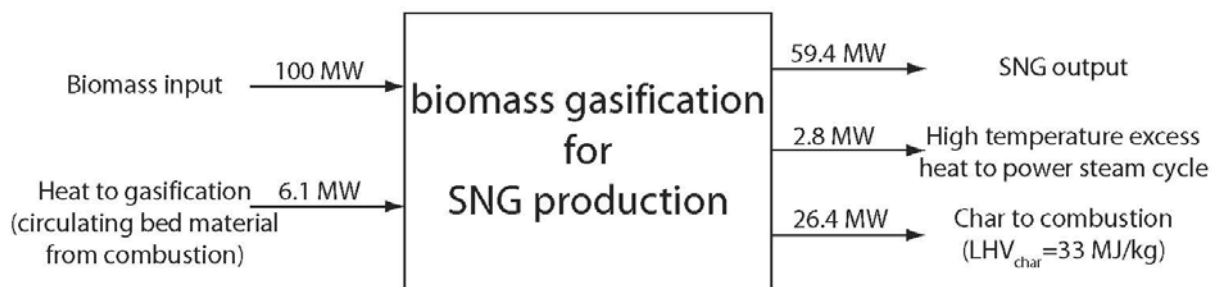 Biomass input
100 MW
Heat to gasification
(circulating bed material
from combustion)
6.1 MW
biomass gasification
for
SNG production
59.4 MW
SNG output
2.8 MW
High temperature excess
heat to power steam cycle
26.4 MW
Char to combustion
(LHVchar=33 MJ/kg)